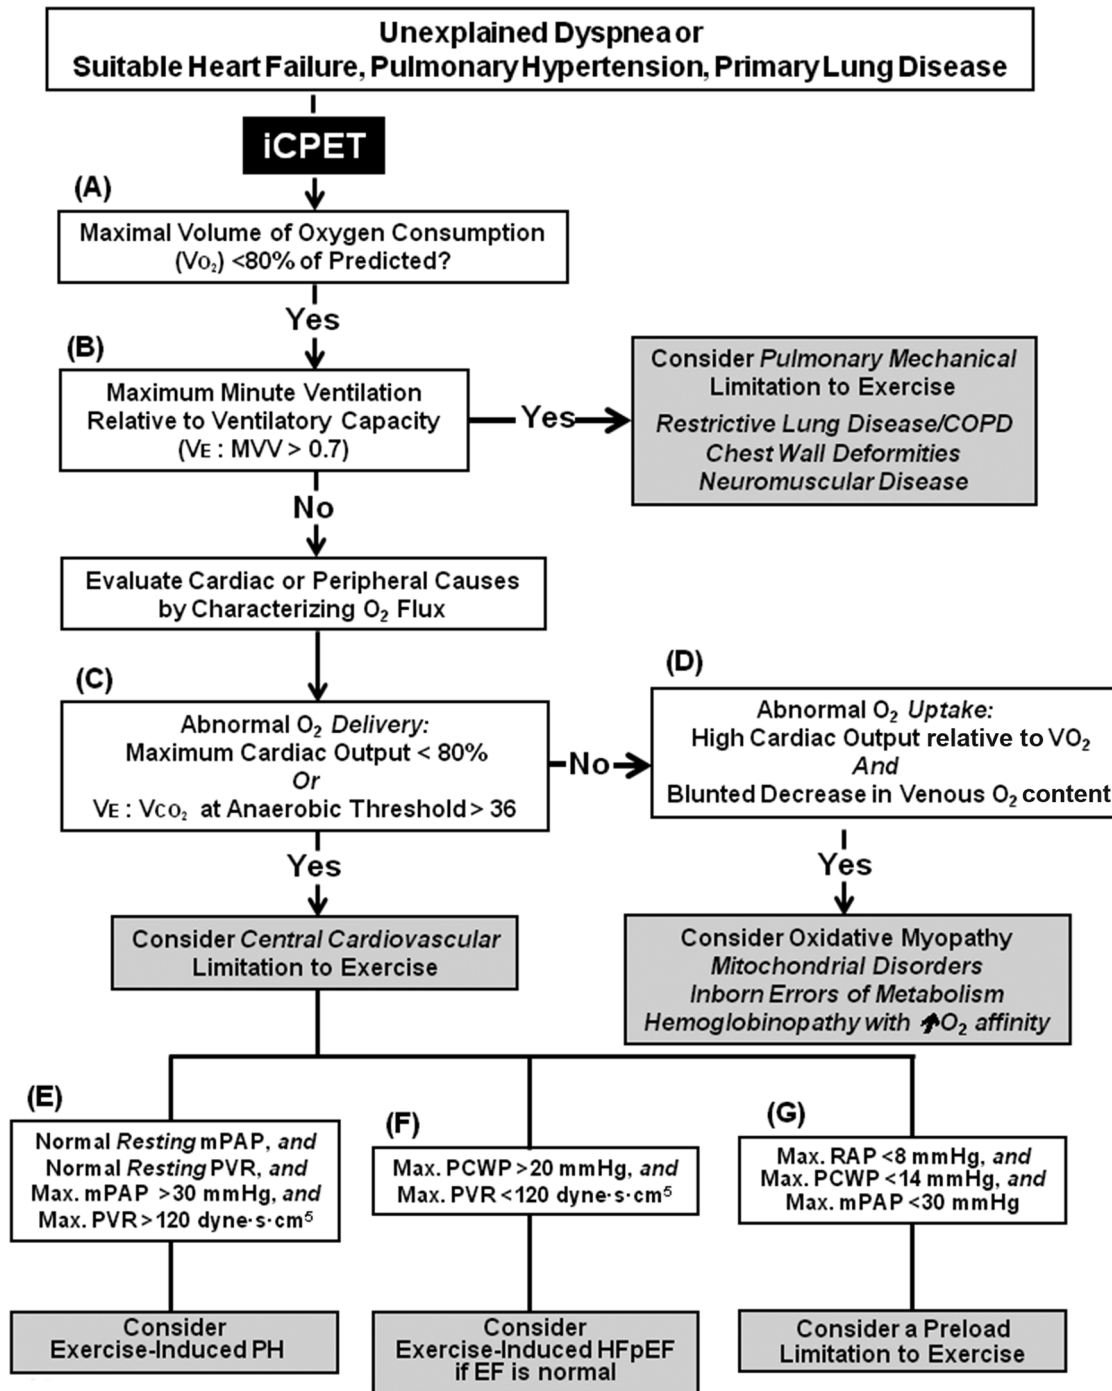 Unexplained Dyspnea or
Suitable Heart Failure, Pulmonary Hypertension, Primary Lung Disease
iCPET
(A)
Maximal Volume of Oxygen Consumption
(VO₂) <80% of Predicted?
Yes
(B)
Maximum Minute Ventilation
Relative to Ventilatory Capacity
(VE : MVV > 0.7)
Yes
Consider Pulmonary Mechanical
Limitation to Exercise
Restrictive Lung Disease/COPD
Chest Wall Deformities
Neuromuscular Disease
No
Evaluate Cardiac or Peripheral Causes
by Characterizing O₂ Flux
(C)
Abnormal O₂ Delivery:
Maximum Cardiac Output < 80%
Or
VE : VCO₂ at Anaerobic Threshold > 36
No
(D)
Abnormal O₂ Uptake:
High Cardiac Output relative to VO₂
And
Blunted Decrease in Venous O₂ content
Yes
Yes
Consider Central Cardiovascular
Limitation to Exercise
Consider Oxidative Myopathy
Mitochondrial Disorders
Inborn Errors of Metabolism
Hemoglobinopathy with ↑O₂ affinity
(E)
Normal Resting mPAP, and
Normal Resting PVR, and
Max. mPAP >30 mmHg, and
Max. PVR > 120 dyne·s·cm⁵
(F)
Max. PCWP >20 mmHg, and
Max. PVR <120 dyne·s·cm⁵
(G)
Max. RAP <8 mmHg, and
Max. PCWP <14 mmHg, and
Max. mPAP <30 mmHg
Consider
Exercise-Induced PH
Consider
Exercise-Induced HFpEF
if EF is normal
Consider a Preload
Limitation to Exercise